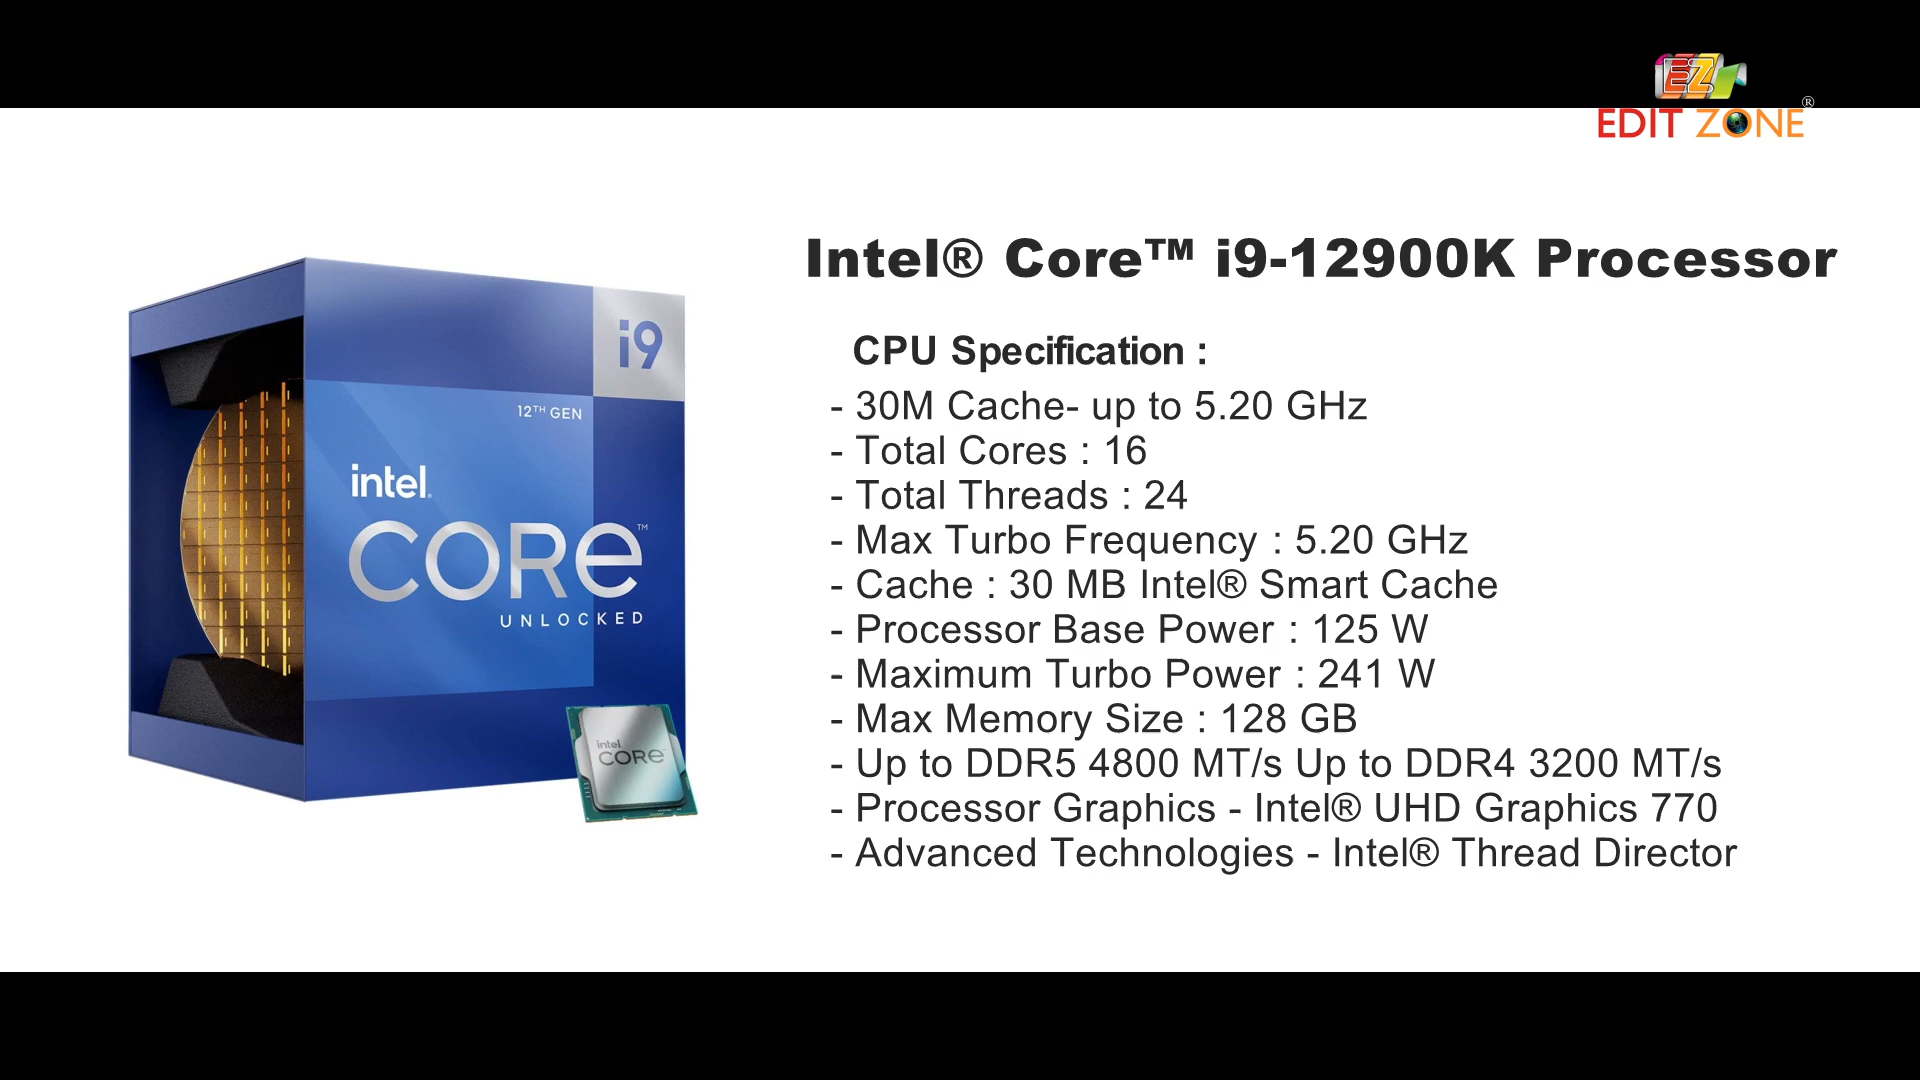 EZ
EDIT ZONE®
Intel® Core™ i9-12900K Processor
i9
12TH GEN
intel.
CORE™
UNLOCKED
intel
CORE
CPU Specification :
- 30M Cache- up to 5.20 GHz
- Total Cores : 16
- Total Threads : 24
- Max Turbo Frequency : 5.20 GHz
- Cache : 30 MB Intel® Smart Cache
- Processor Base Power : 125 W
- Maximum Turbo Power : 241 W
- Max Memory Size : 128 GB
- Up to DDR5 4800 MT/s Up to DDR4 3200 MT/s
- Processor Graphics - Intel® UHD Graphics 770
- Advanced Technologies - Intel® Thread Director